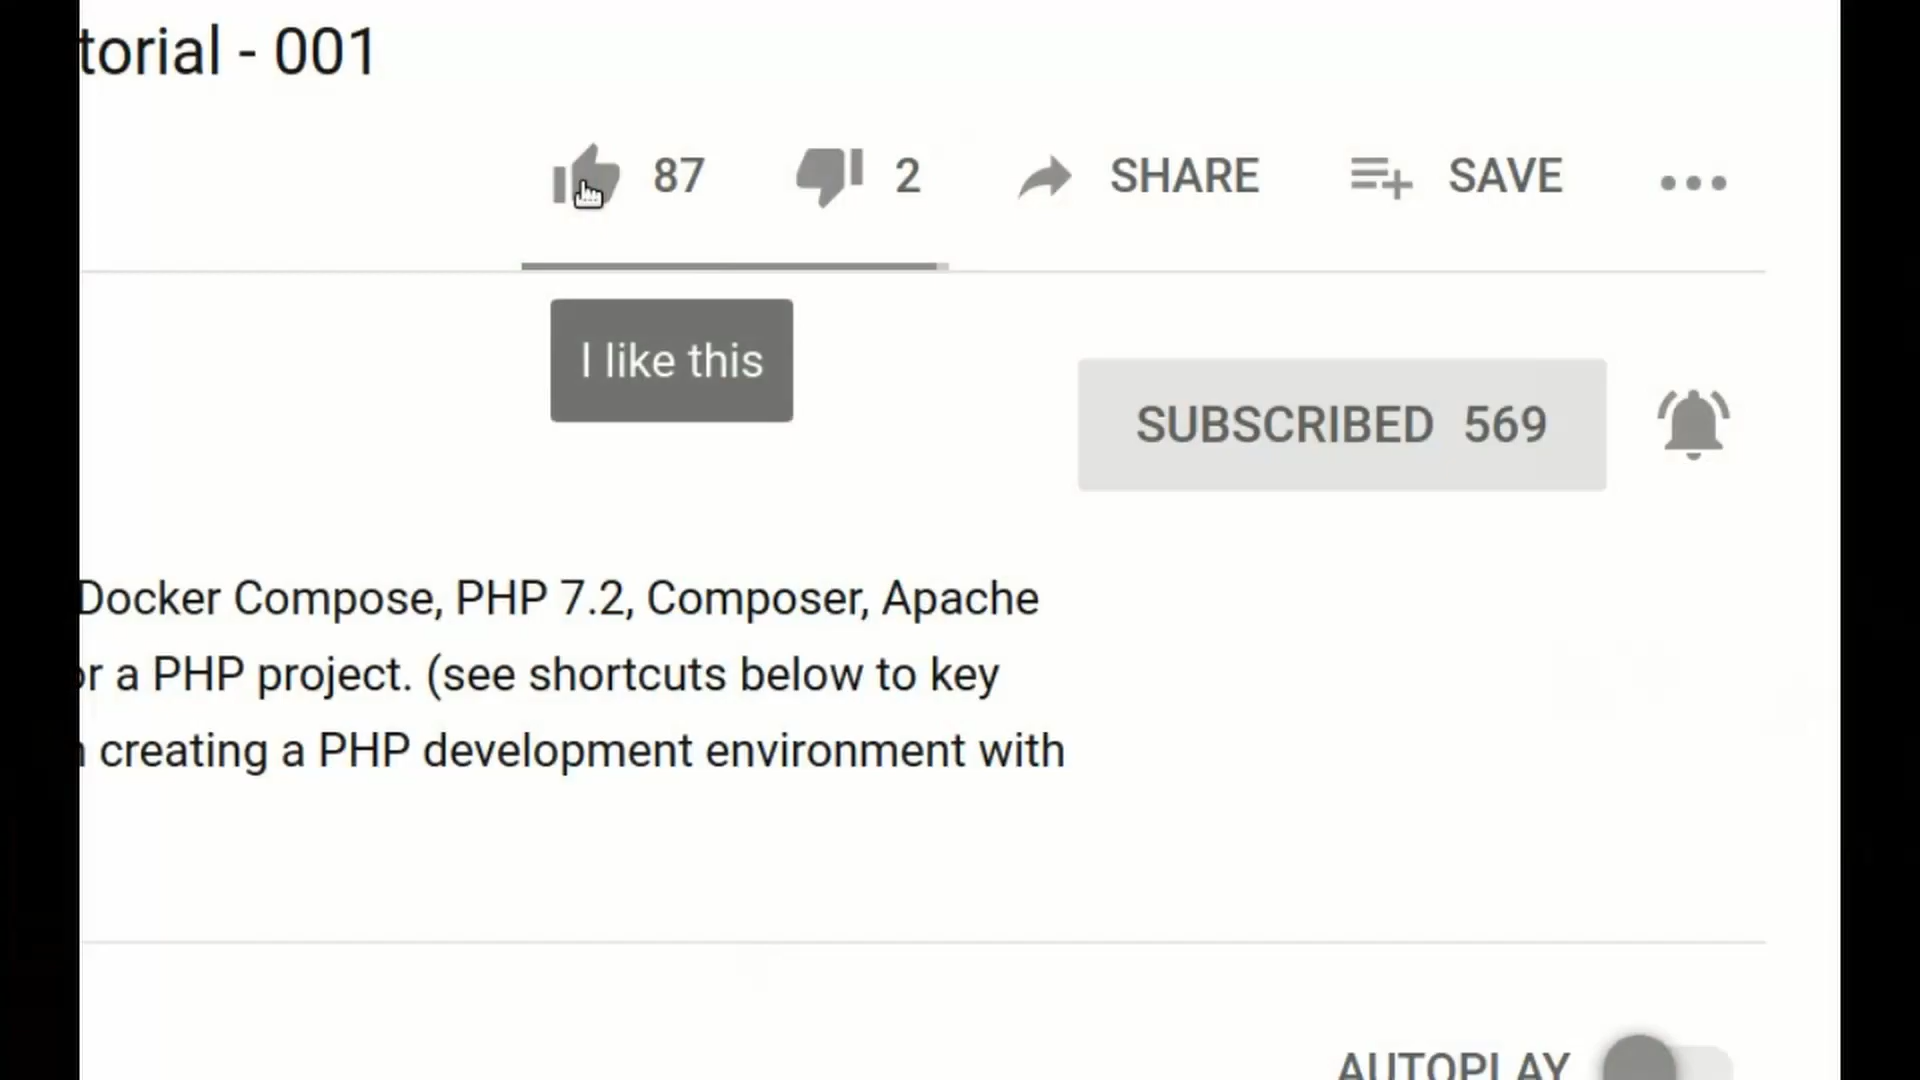 torial - 001
87 2 SHARE SAVE
I like this
SUBSCRIBED 569
Docker Compose, PHP 7.2, Composer, Apache
or a PHP project. (see shortcuts below to key
creating a PHP development environment with
AUTOPLAY